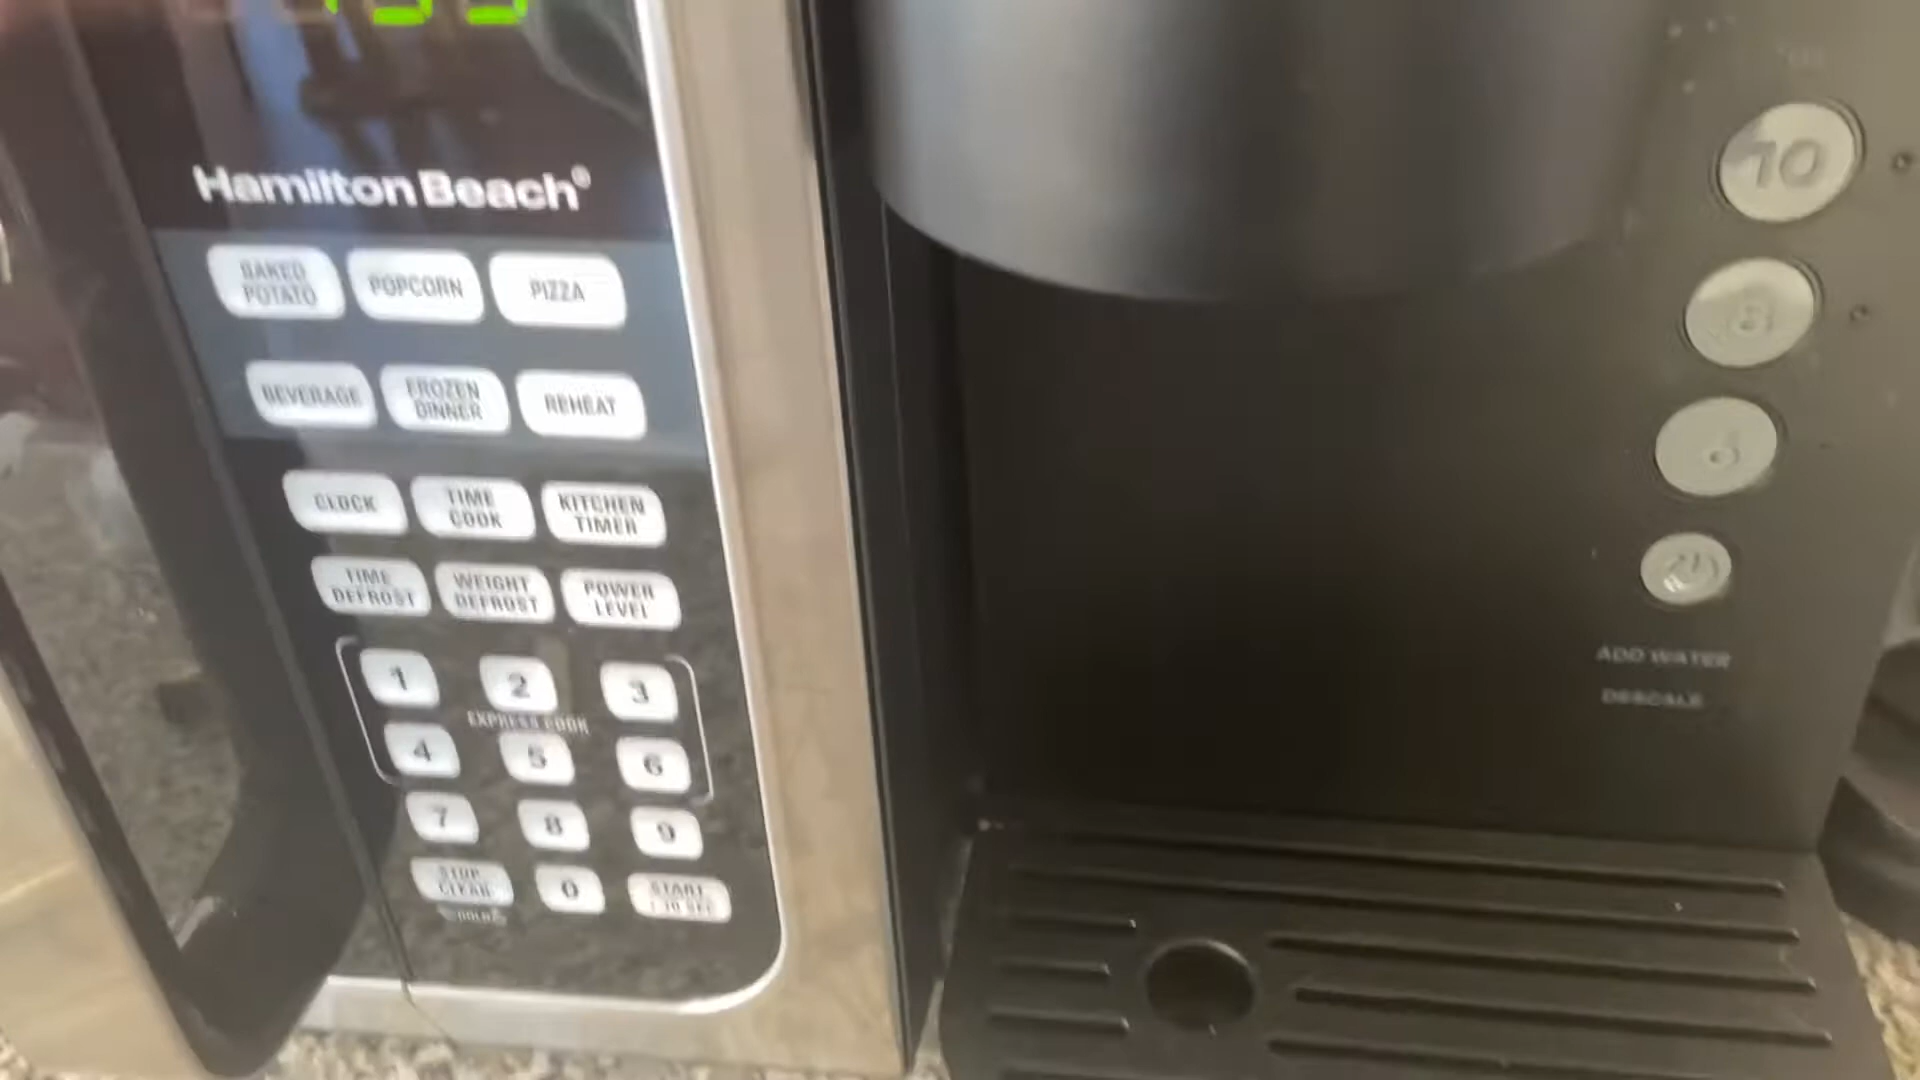 Hamilton Beach®
BAKED
POTATO
POPCORN
PIZZA
BEVERAGE
FROZEN
DINNER
REHEAT
CLOCK
TIME
COOK
KITCHEN
TIMER
TIME
DEFROST
WEIGHT
DEFROST
POWER
LEVEL
1
2
3
EXPRESS COOK
4
5
6
7
8
9
STOP
CLEAR
0
START
10
8
6
ADD WATER
DESCALE